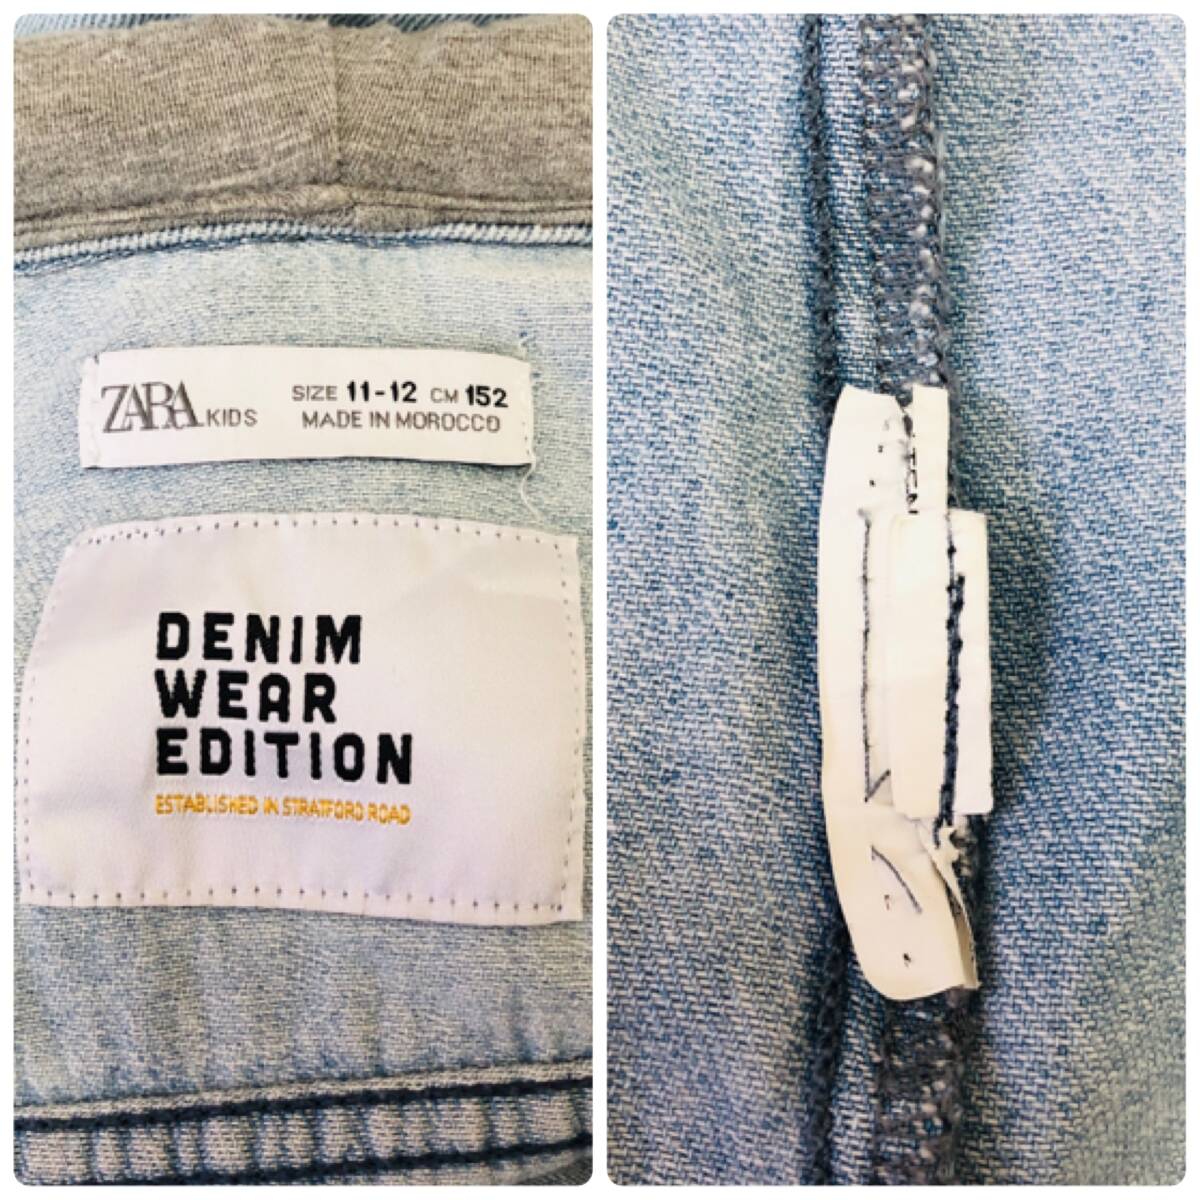 ZARA KIDS SIZE 11-12 CM 152
MADE IN MOROCCO
DENIM
WEAR
EDITION
ESTABLISHED IN STRATFORD ROAD